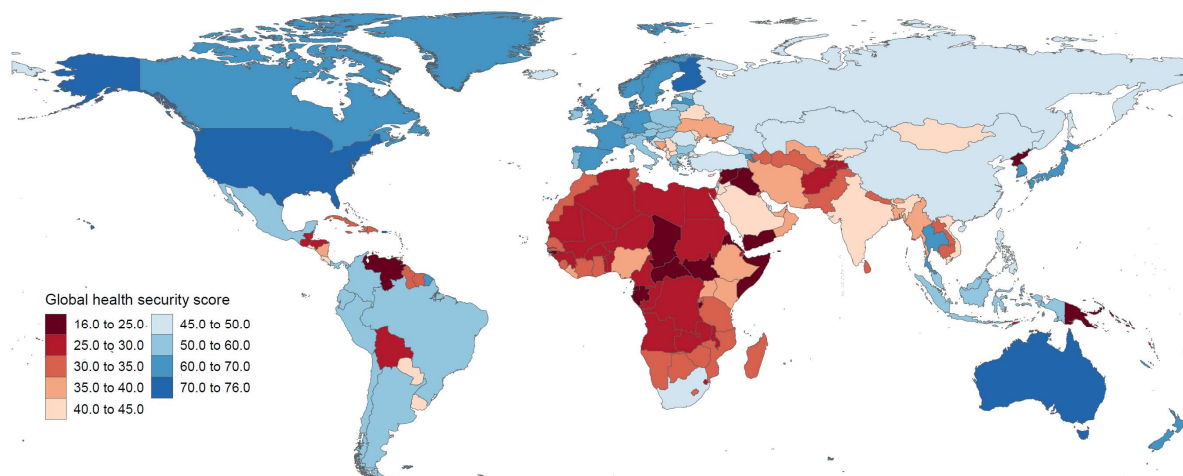 Global health security score
16.0 to 25.0
25.0 to 30.0
30.0 to 35.0
35.0 to 40.0
40.0 to 45.0
45.0 to 50.0
50.0 to 60.0
60.0 to 70.0
70.0 to 76.0